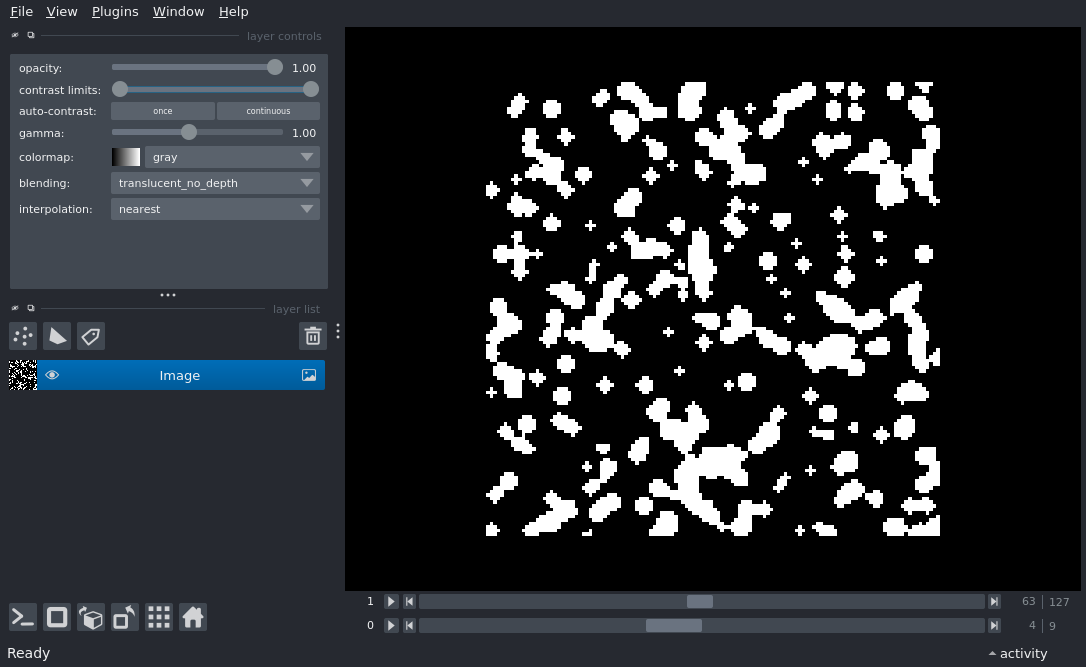 File View Plugins Window Help
layer controls
opacity: 1.00
contrast limits:
auto-contrast: once continuous
gamma: 1.00
colormap: gray
blending: translucent_no_depth
interpolation: nearest
layer list
Image
1 63 127
0 4 9
Ready activity